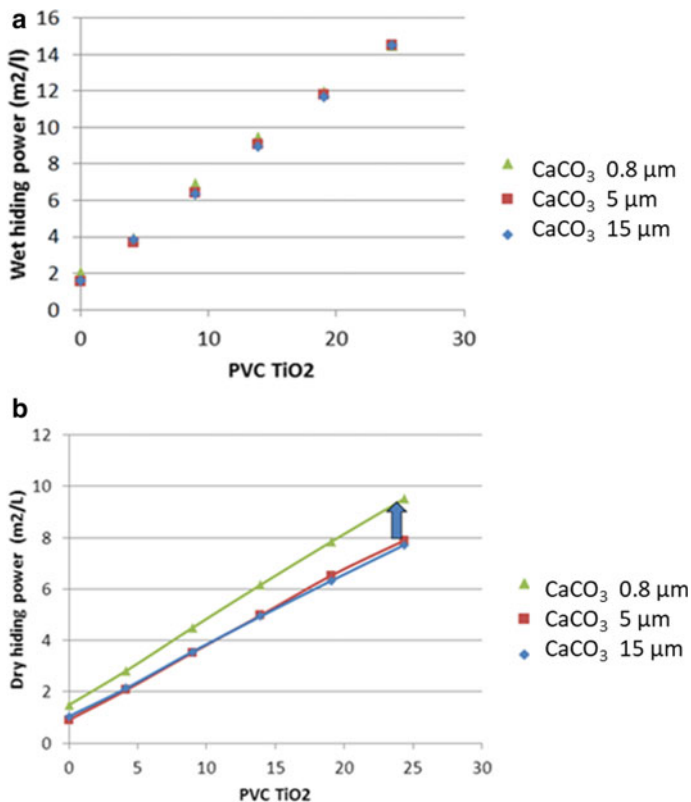 a
16
14
12
10
8
6
4
2
0
Wet hiding power (m2/l)
0 10 20 30
PVC TiO2
CaCO₃ 0.8 µm
CaCO₃ 5 µm
CaCO₃ 15 µm
b
12
10
8
6
4
2
0
Dry hiding power (m2/L)
0 5 10 15 20 25 30
PVC TiO2
CaCO₃ 0.8 µm
CaCO₃ 5 µm
CaCO₃ 15 µm